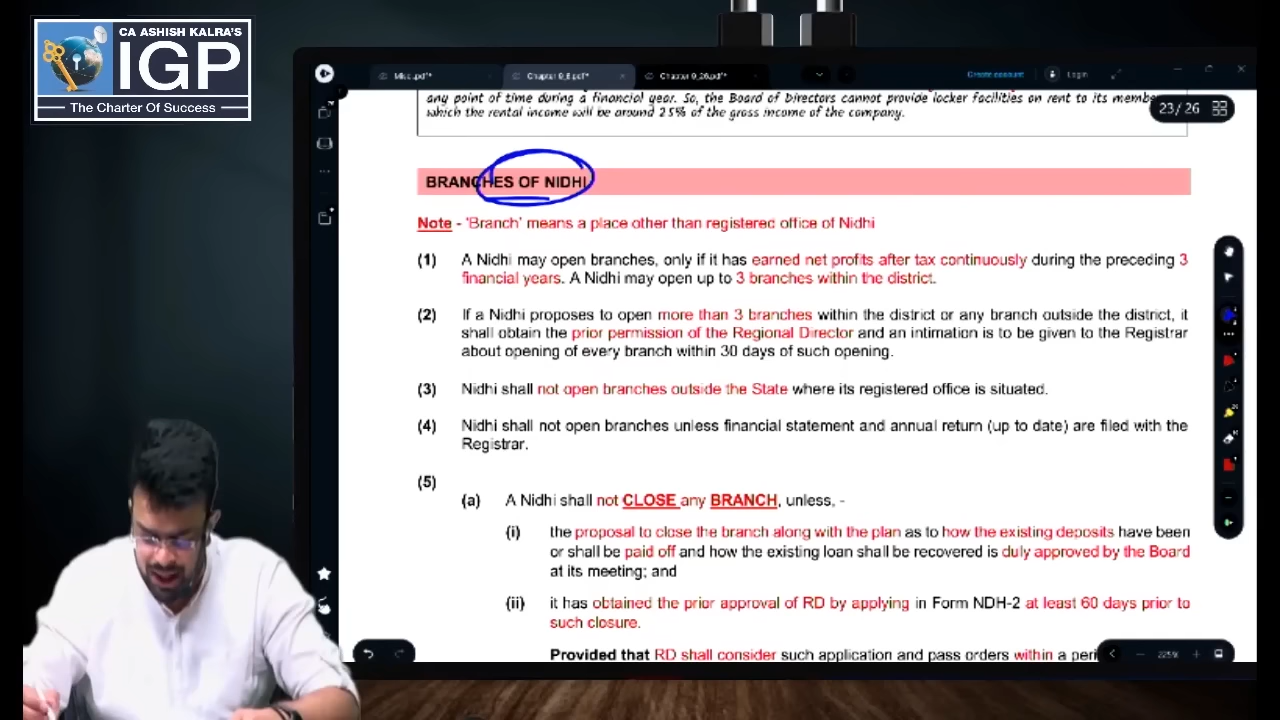 CA ASHISH KALRA'S
IGP
The Charter Of Success
Misc.pdf*
Chapter 9_8.pdf*
Chapter 9_26.pdf*
Create account
Login
any point of time during a financial year. So, the Board of Directors cannot provide locker facilities on rent to its
which the rental income will be around 25% of the gross income of the company.
23/26
BRANCHES OF NIDHI
Note - 'Branch' means a place other than registered office of Nidhi
(1) A Nidhi may open branches, only if it has earned net profits after tax continuously during the preceding 3
financial years. A Nidhi may open up to 3 branches within the district.
(2) If a Nidhi proposes to open more than 3 branches within the district or any branch outside the district, it
shall obtain the prior permission of the Regional Director and an intimation is to be given to the Registrar
about opening of every branch within 30 days of such opening.
(3) Nidhi shall not open branches outside the State where its registered office is situated.
(4) Nidhi shall not open branches unless financial statement and annual return (up to date) are filed with the
Registrar.
(5)
(a) A Nidhi shall not CLOSE any BRANCH, unless, -
(i) the proposal to close the branch along with the plan as to how the existing deposits have been
or shall be paid off and how the existing loan shall be recovered is duly approved by the Board
at its meeting; and
(ii) it has obtained the prior approval of RD by applying in Form NDH-2 at least 60 days prior to
such closure.
Provided that RD shall consider such application and pass orders within a
225%